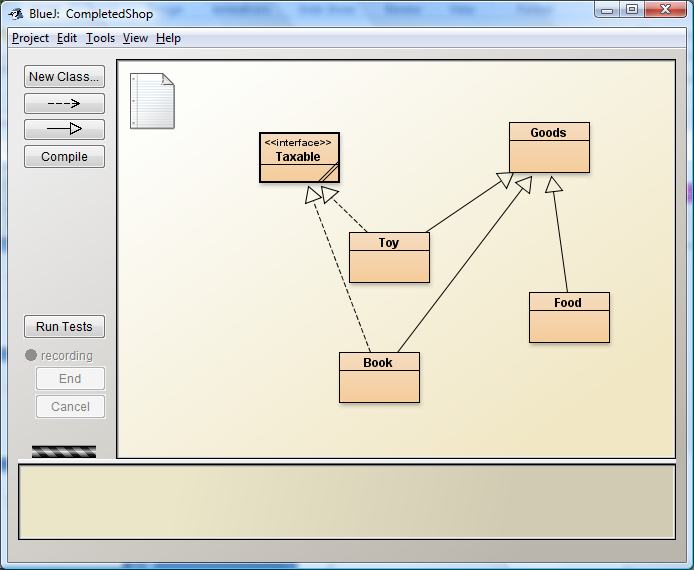 BlueJ: CompletedShop
Project Edit Tools View Help
New Class...
Compile
<<interface>>
Taxable
Goods
Toy
Food
Book
Run Tests
recording
End
Cancel